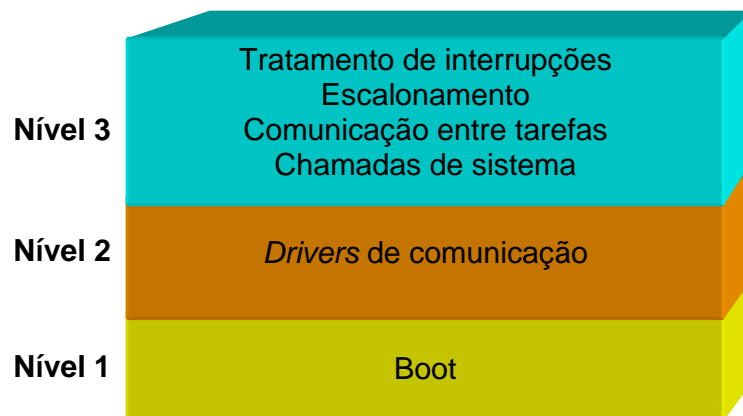 Tratamento de interrupções
Escalonamento
Nível 3
Comunicação entre tarefas
Chamadas de sistema
Nível 2
Drivers de comunicação
Nível 1
Boot